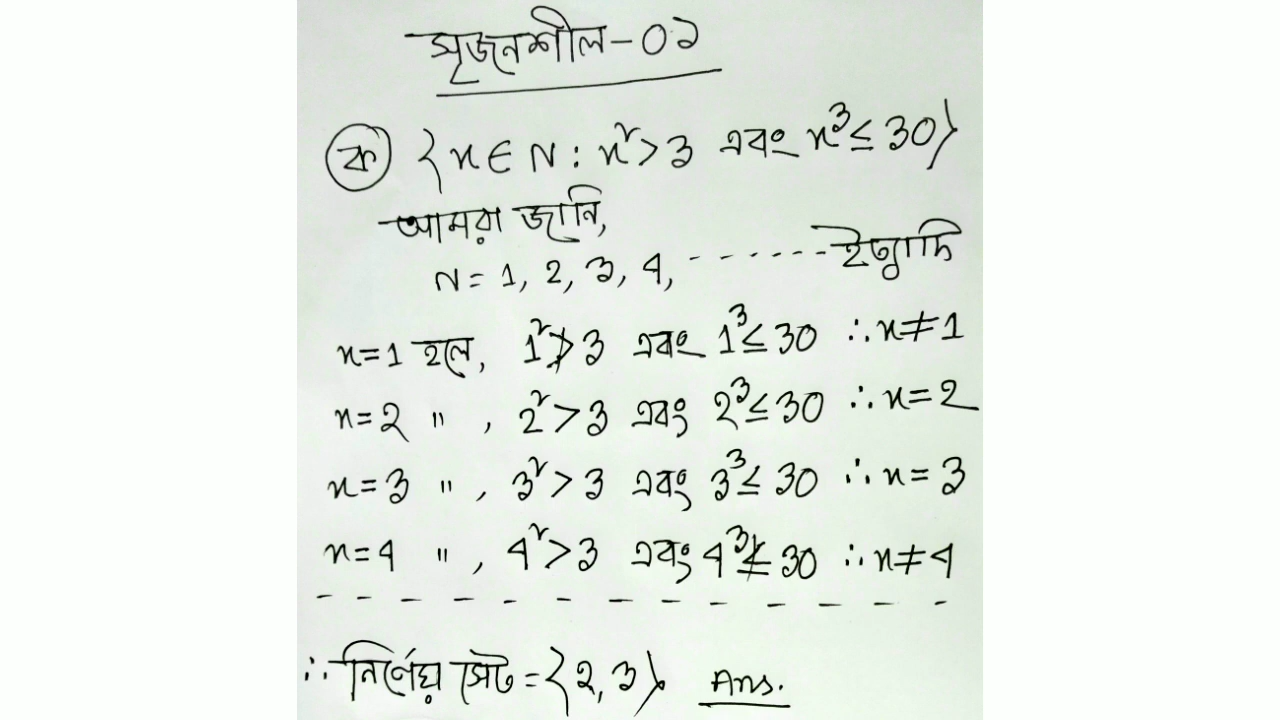 সৃজনশীল-০১
ক {x ∈ N : x² > 3 এবং x³ ≤ 30}
আমরা জানি,
N = 1, 2, 3, 4, ------- ইত্যাদি
x = 1 হলে, 1² ≯ 3 এবং 1³ ≤ 30 ∴ x ≠ 1
x = 2 " , 2² > 3 এবং 2³ ≤ 30 ∴ x = 2
x = 3 " , 3² > 3 এবং 3³ ≤ 30 ∴ x = 3
x = 4 " , 4² > 3 এবং 4³ ≰ 30 ∴ x ≠ 4
- - - - - - - - - - - - -
∴ নির্ণেয় সেট = {2, 3} Ans.